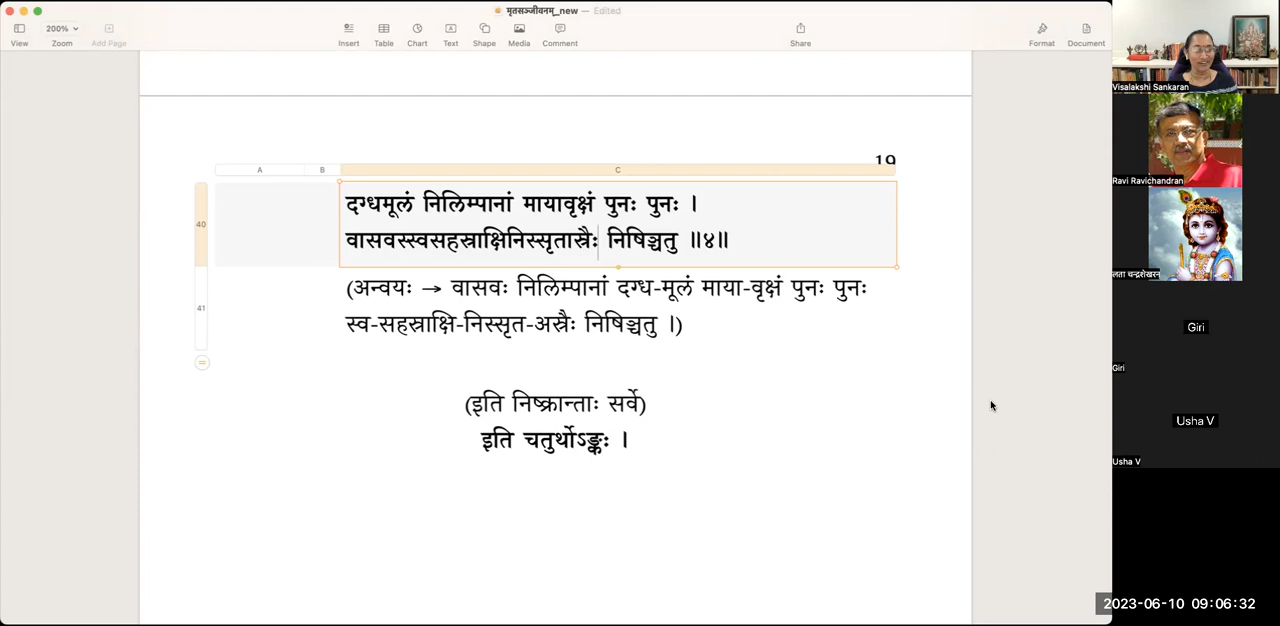 मृतसञ्जीवनम्_new — Edited
View
200%
Zoom
Add Page
Insert
Table
Chart
Text
Shape
Media
Comment
Share
Format
Document
19
A B C
40
दग्धमूलं निलिम्पानां मायावृक्षं पुनः पुनः ।
वासवस्स्वसहस्राक्षिनिस्सृतास्रैः निषिञ्चतु ॥४॥
41
(अन्वयः → वासवः निलिम्पानां दग्ध-मूलं माया-वृक्षं पुनः पुनः
स्व-सहस्राक्षि-निस्सृत-अस्रैः निषिञ्चतु ।)
(इति निष्क्रान्ताः सर्वे)
इति चतुर्थोऽङ्कः ।
Visalakshi Sankaran
Ravi Ravichandran
लता चन्द्रशेखरन
Giri
Giri
Usha V
Usha V
2023-06-10 09:06:32